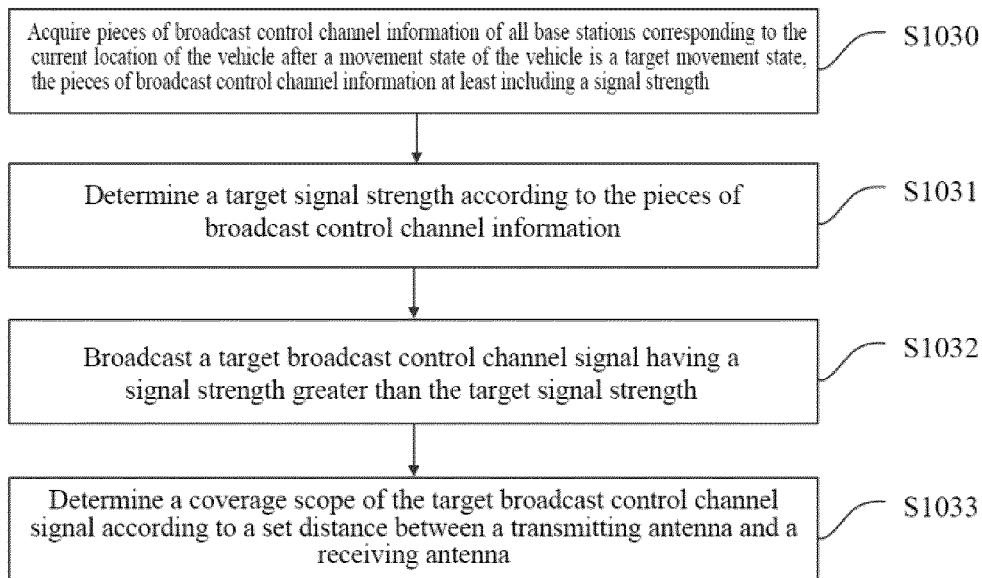 Acquire pieces of broadcast control channel information of all base stations corresponding to the
current location of the vehicle after a movement state of the vehicle is a target movement state,
the pieces of broadcast control channel information at least including a signal strength
S1030
Determine a target signal strength according to the pieces of
broadcast control channel information
S1031
Broadcast a target broadcast control channel signal having a
signal strength greater than the target signal strength
S1032
Determine a coverage scope of the target broadcast control channel
signal according to a set distance between a transmitting antenna and a
receiving antenna
S1033